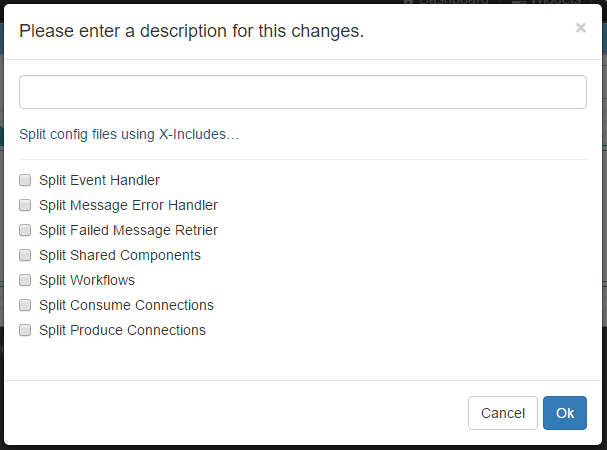 Dashboard Widgets
Please enter a description for this changes. ×
Split config files using X-Includes…
Split Event Handler
Split Message Error Handler
Split Failed Message Retrier
Split Shared Components
Split Workflows
Split Consume Connections
Split Produce Connections
Cancel Ok